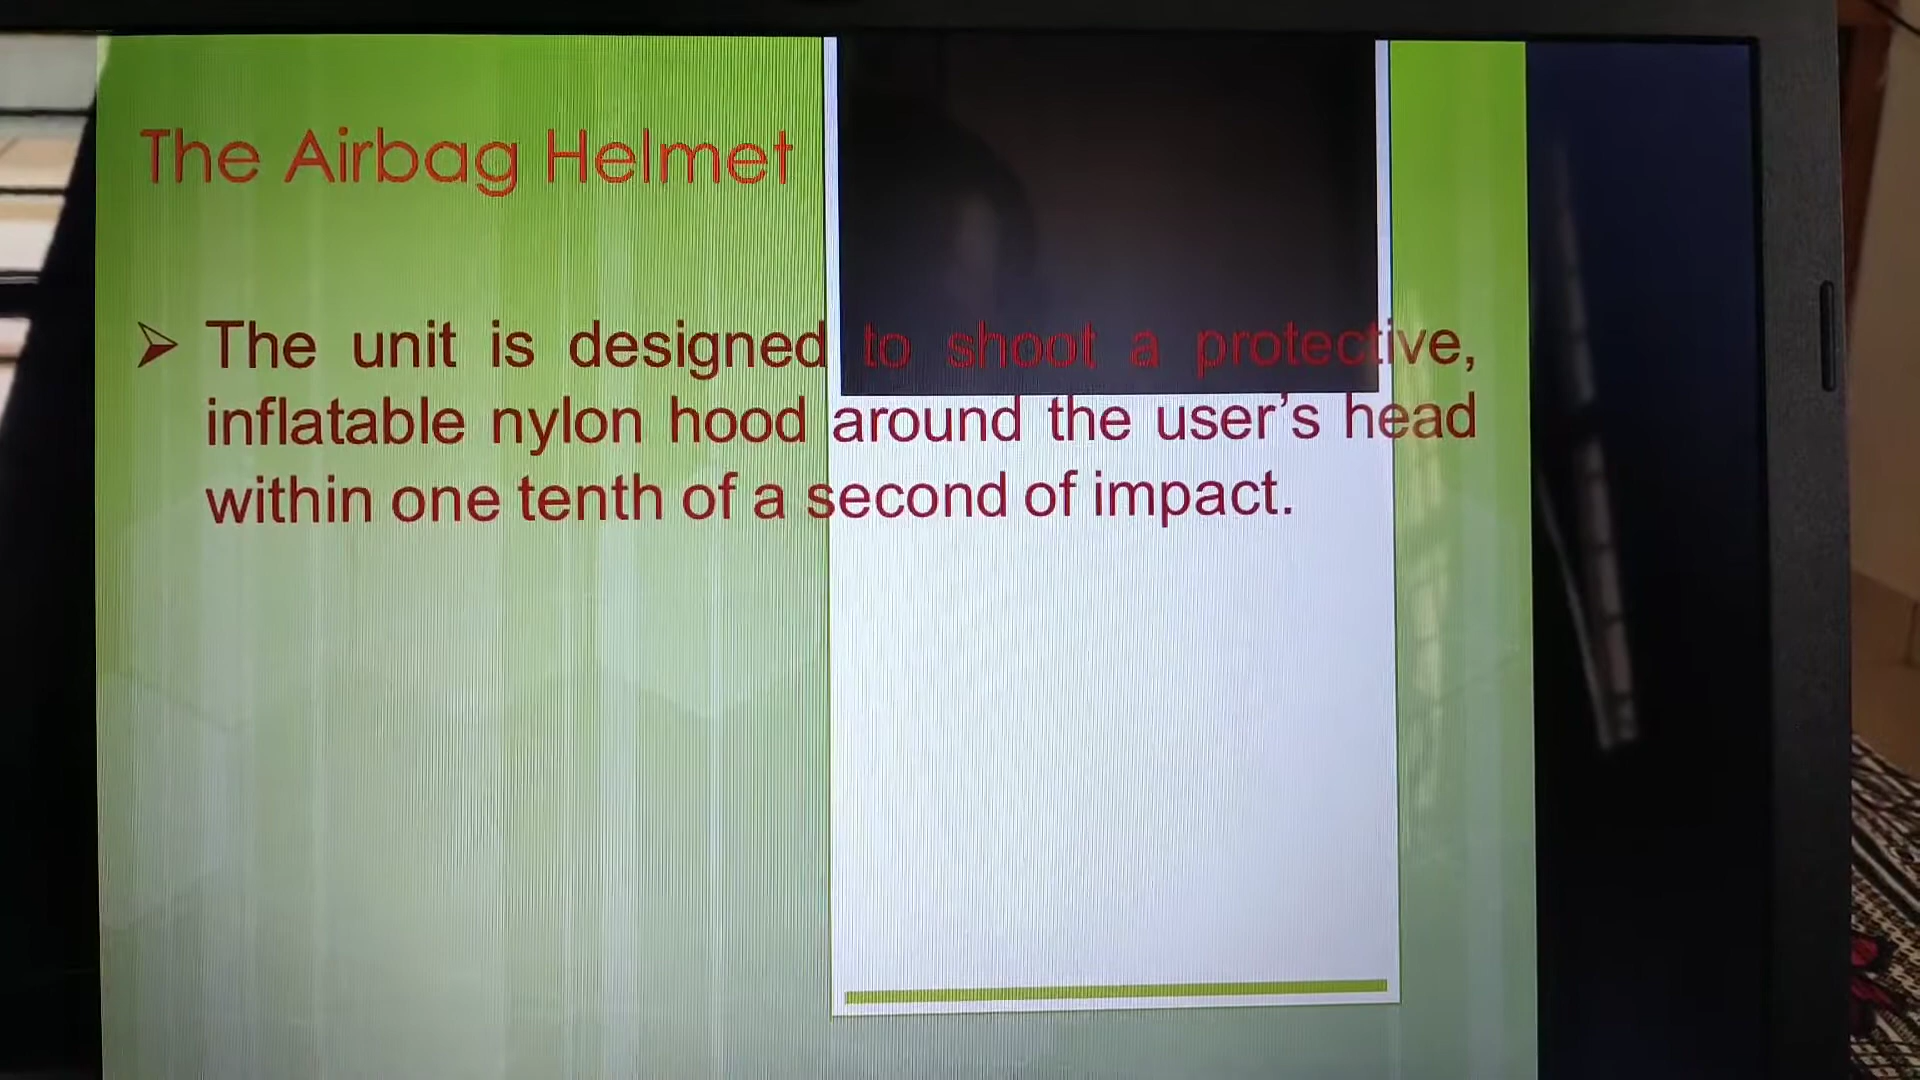 The Airbag Helmet
The unit is designed to shoot a protective,
inflatable nylon hood around the user's head
within one tenth of a second of impact.